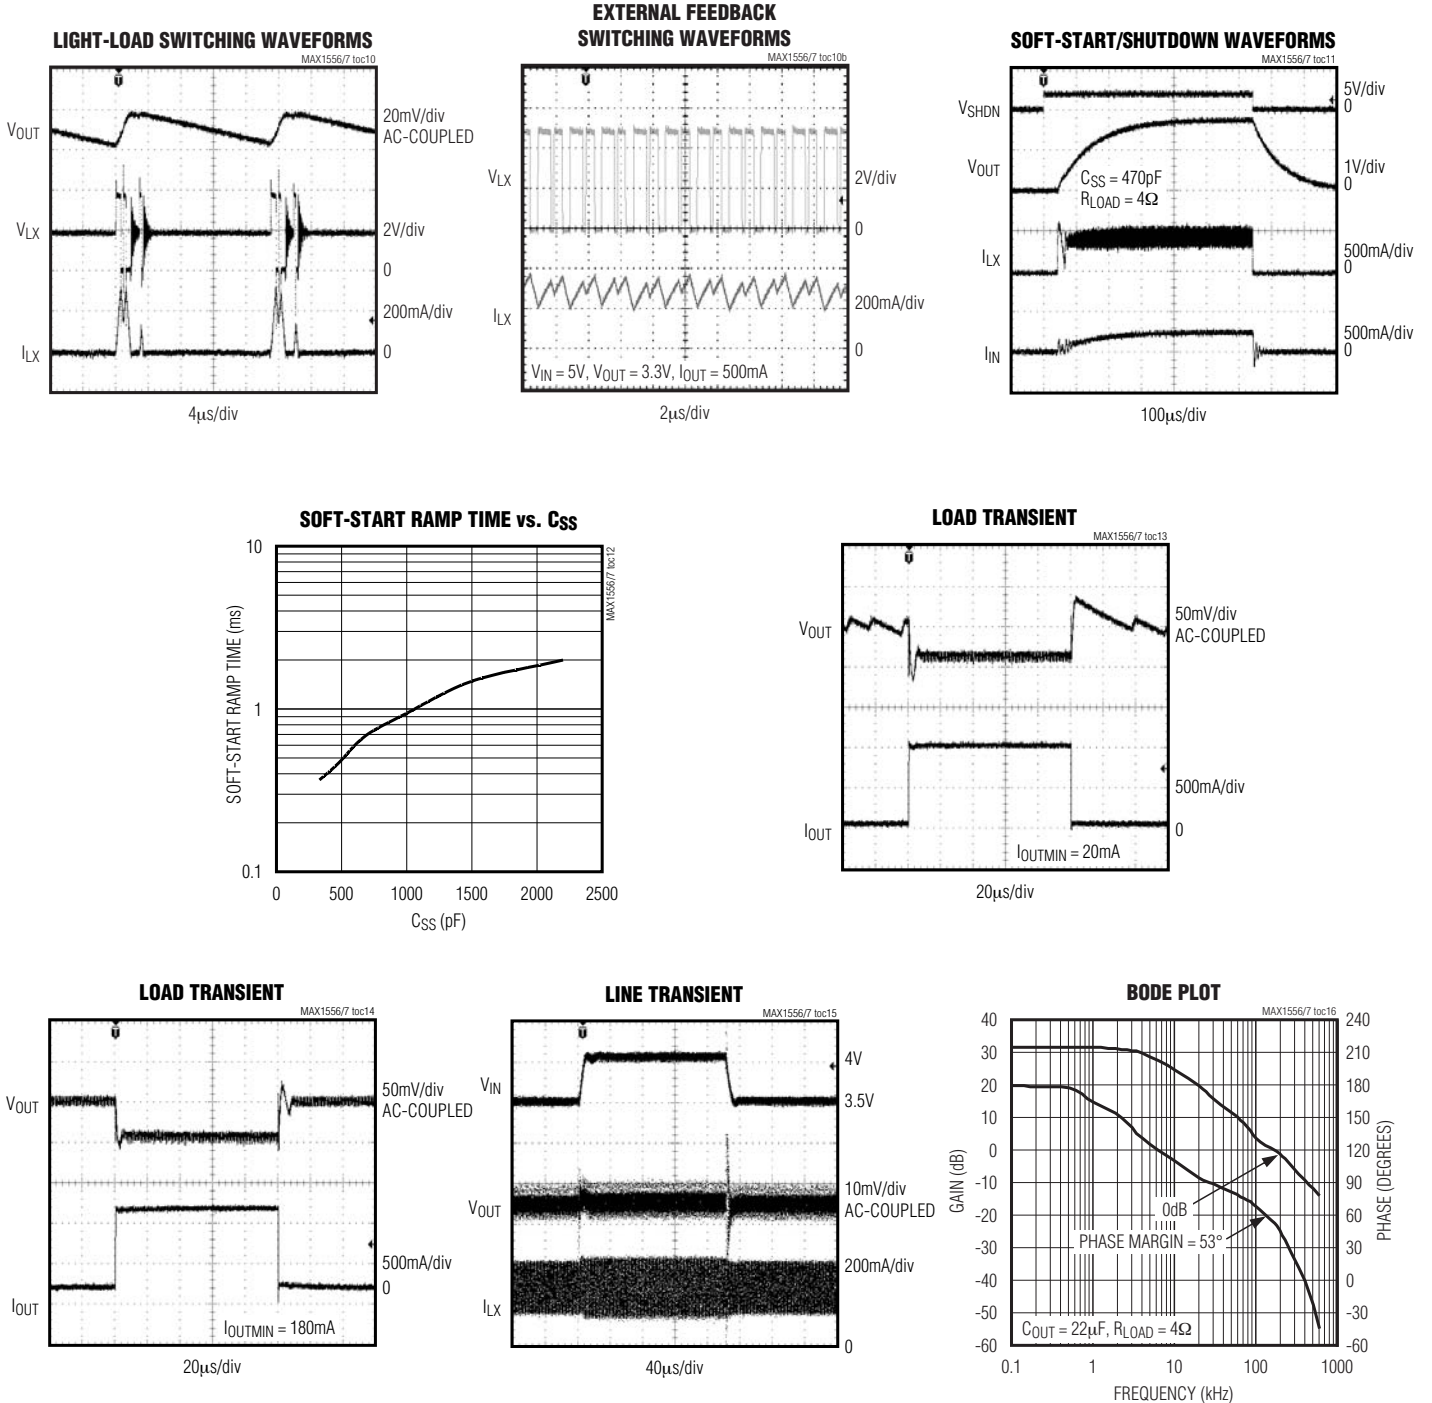 LIGHT-LOAD SWITCHING WAVEFORMS
MAX1556/7 toc10
VOUT
20mV/div
AC-COUPLED
VLX
2V/div
0
200mA/div
ILX
0
4µs/div
EXTERNAL FEEDBACK
SWITCHING WAVEFORMS
MAX1556/7 toc10b
VLX
2V/div
0
ILX
200mA/div
0
VIN = 5V, VOUT = 3.3V, IOUT = 500mA
2µs/div
SOFT-START/SHUTDOWN WAVEFORMS
MAX1556/7 toc11
VSHDN
5V/div
0
VOUT
1V/div
0
CSS = 470pF
RLOAD = 4Ω
ILX
500mA/div
0
IIN
500mA/div
0
100µs/div
SOFT-START RAMP TIME vs. CSS
MAX1556/7 toc12
SOFT-START RAMP TIME (ms)
10
1
0.1
0 500 1000 1500 2000 2500
CSS (pF)
LOAD TRANSIENT
MAX1556/7 toc13
VOUT
50mV/div
AC-COUPLED
500mA/div
IOUT
0
IOUTMIN = 20mA
20µs/div
LOAD TRANSIENT
MAX1556/7 toc14
VOUT
50mV/div
AC-COUPLED
500mA/div
0
IOUT
IOUTMIN = 180mA
20µs/div
LINE TRANSIENT
MAX1556/7 toc15
VIN
4V
3.5V
VOUT
10mV/div
AC-COUPLED
200mA/div
ILX
0
40µs/div
BODE PLOT
MAX1556/7 toc16
GAIN (dB)
40
30
20
10
0
-10
-20
-30
-40
-50
-60
PHASE (DEGREES)
240
210
180
150
120
90
60
30
0
-30
-60
0dB
PHASE MARGIN = 53°
COUT = 22µF, RLOAD = 4Ω
0.1 1 10 100 1000
FREQUENCY (kHz)